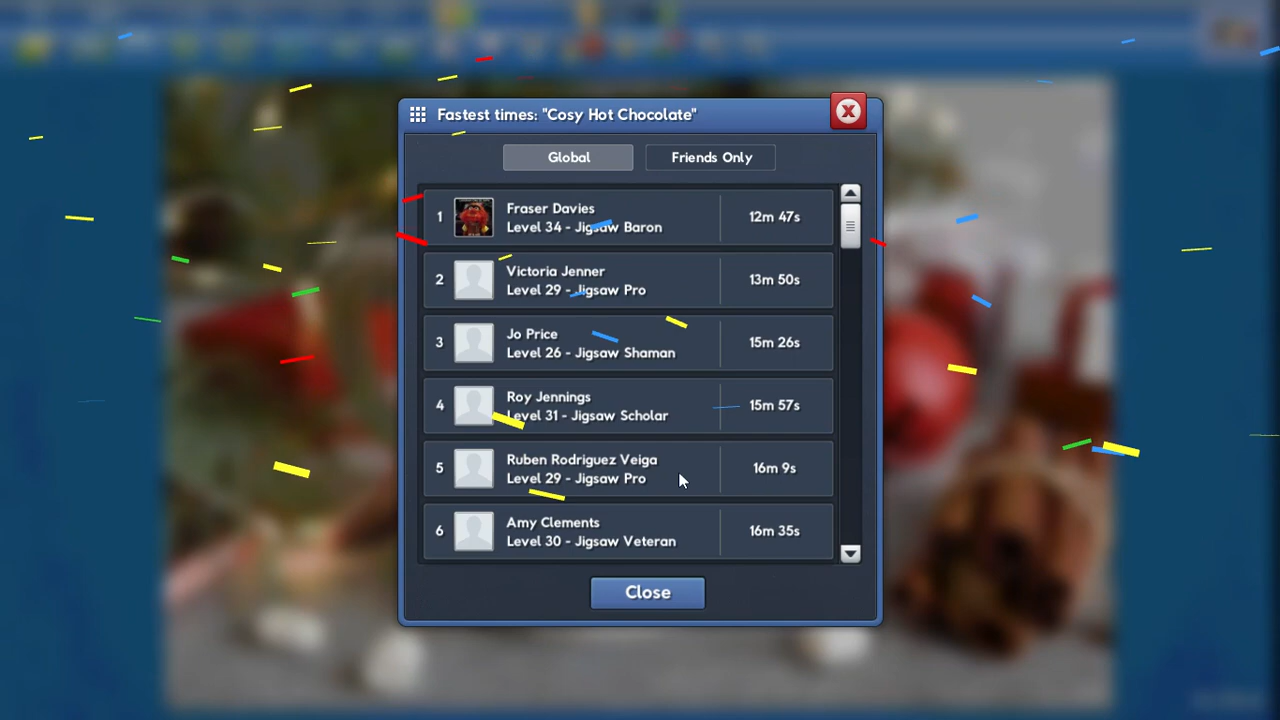 Fastest times: "Cosy Hot Chocolate"
X
Global
Friends Only
1
Fraser Davies
Level 34 - Jigsaw Baron
12m 47s
2
Victoria Jenner
Level 29 - Jigsaw Pro
13m 50s
3
Jo Price
Level 26 - Jigsaw Shaman
15m 26s
4
Roy Jennings
Level 31 - Jigsaw Scholar
15m 57s
5
Ruben Rodriguez Veiga
Level 29 - Jigsaw Pro
16m 9s
6
Amy Clements
Level 30 - Jigsaw Veteran
16m 35s
Close